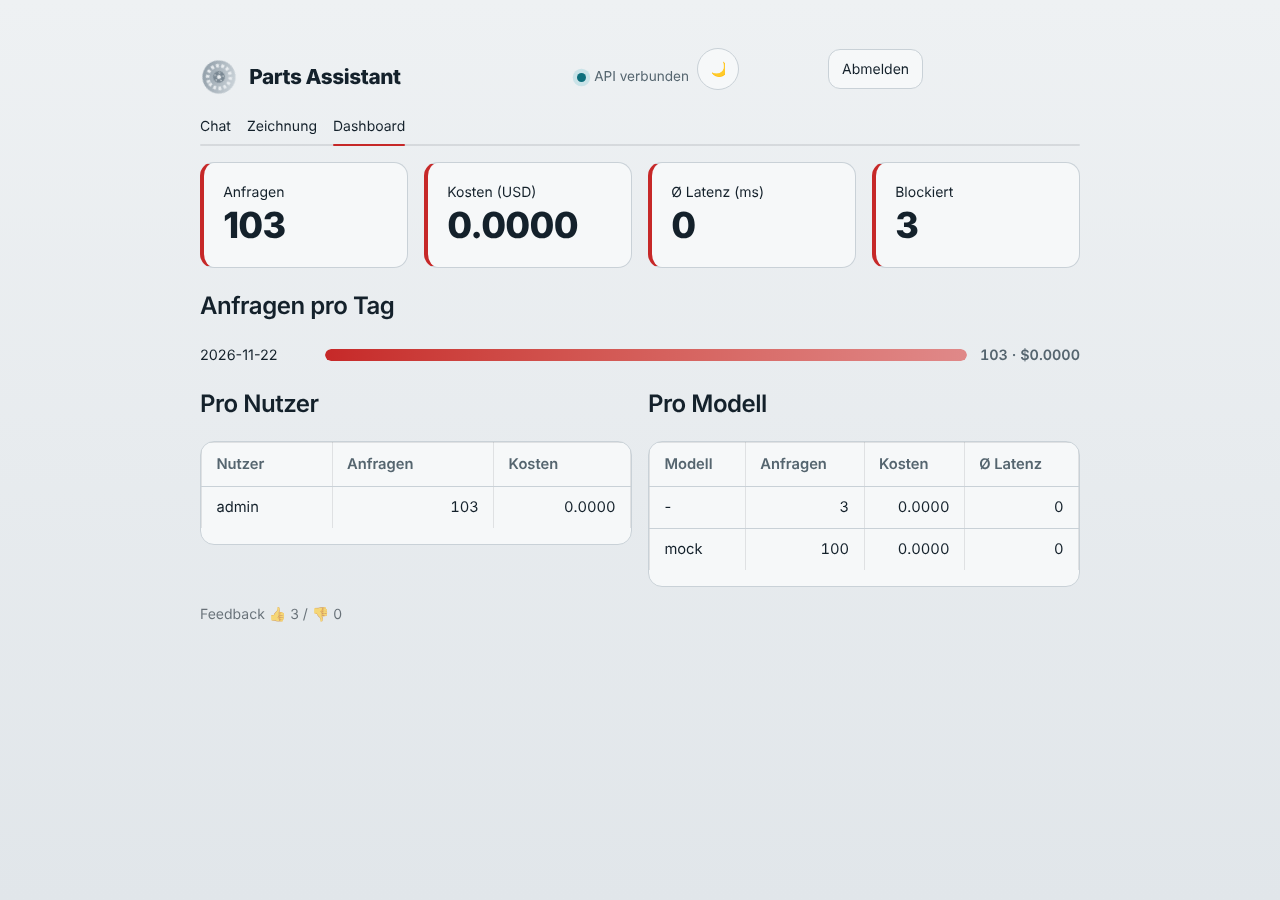 Parts Assistant
API verbunden 🌙 Abmelden
Chat Zeichnung Dashboard
Anfragen
103
Kosten (USD)
0.0000
Ø Latenz (ms)
0
Blockiert
3
Anfragen pro Tag
2026-11-22 103 · $0.0000
Pro Nutzer
Nutzer Anfragen Kosten
admin 103 0.0000
Pro Modell
Modell Anfragen Kosten Ø Latenz
- 3 0.0000 0
mock 100 0.0000 0
Feedback 👍 3 / 👎 0